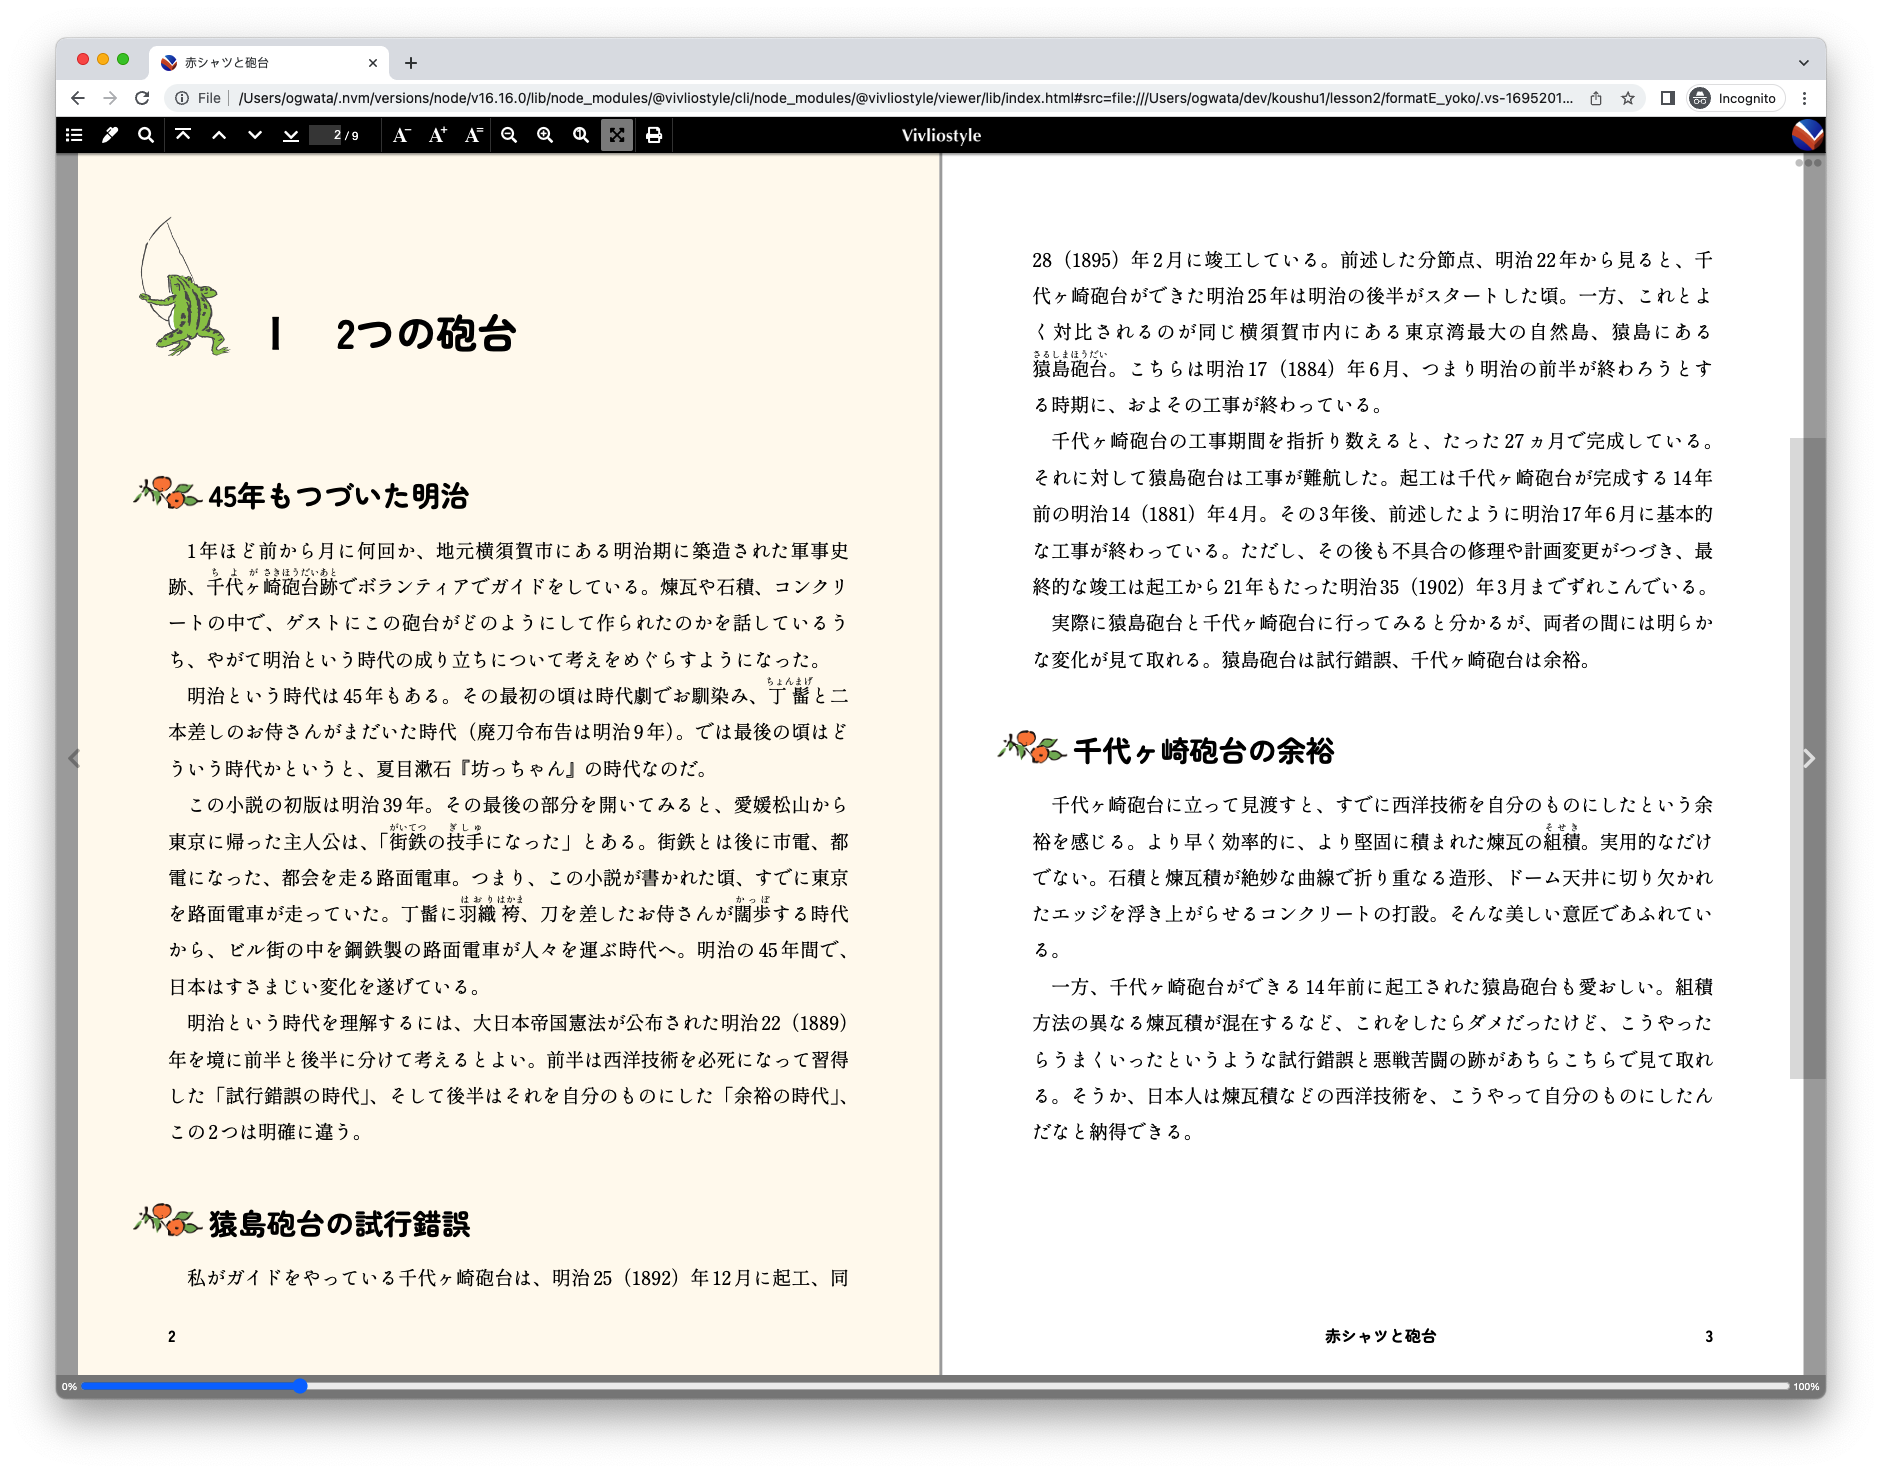 赤シャツと砲台
File
/Users/ogwata/.nvm/versions/node/v16.16.0/lib/node_modules/@vivliostyle/cli/node_modules/@vivliostyle/viewer/lib/index.html#src=file:///Users/ogwata/dev/koushu1/lesson2/formatE_yoko/.vs-1695201...
Incognito
2 / 9
A- A+ A=
Vivliostyle
I 2つの砲台
45年もつづいた明治
1年ほど前から月に何回か、地元横須賀市にある明治期に築造された軍事史
ちよがさきほうだいあと
跡、千代ヶ崎砲台跡でボランティアでガイドをしている。煉瓦や石積、コンクリ
ートの中で、ゲストにこの砲台がどのようにして作られたのかを話しているう
ち、やがて明治という時代の成り立ちについて考えをめぐらすようになった。
ちょんまげ
明治という時代は45年もある。その最初の頃は時代劇でお馴染み、丁髷と二
本差しのお侍さんがまだいた時代（廃刀令布告は明治9年）。では最後の頃はど
ういう時代かというと、夏目漱石『坊っちゃん』の時代なのだ。
この小説の初版は明治39年。その最後の部分を開いてみると、愛媛松山から
がいてつ ぎしゅ
東京に帰った主人公は、「街鉄の技手になった」とある。街鉄とは後に市電、都
電になった、都会を走る路面電車。つまり、この小説が書かれた頃、すでに東京
はおりはかま かっぽ
を路面電車が走っていた。丁髷に羽織袴、刀を差したお侍さんが闊歩する時代
から、ビル街の中を鋼鉄製の路面電車が人々を運ぶ時代へ。明治の45年間で、
日本はすさまじい変化を遂げている。
明治という時代を理解するには、大日本帝国憲法が公布された明治22（1889）
年を境に前半と後半に分けて考えるとよい。前半は西洋技術を必死になって習得
した「試行錯誤の時代」、そして後半はそれを自分のものにした「余裕の時代」、
この2つは明確に違う。
猿島砲台の試行錯誤
私がガイドをやっている千代ヶ崎砲台は、明治25（1892）年12月に起工、同
2
28（1895）年2月に竣工している。前述した分節点、明治22年から見ると、千
代ヶ崎砲台ができた明治25年は明治の後半がスタートした頃。一方、これとよ
く対比されるのが同じ横須賀市内にある東京湾最大の自然島、猿島にある
さるしまほうだい
猿島砲台。こちらは明治17（1884）年6月、つまり明治の前半が終わろうとす
る時期に、およその工事が終わっている。
千代ヶ崎砲台の工事期間を指折り数えると、たった27ヵ月で完成している。
それに対して猿島砲台は工事が難航した。起工は千代ヶ崎砲台が完成する14年
前の明治14（1881）年4月。その3年後、前述したように明治17年6月に基本的
な工事が終わっている。ただし、その後も不具合の修理や計画変更がつづき、最
終的な竣工は起工から21年もたった明治35（1902）年3月までずれこんでいる。
実際に猿島砲台と千代ヶ崎砲台に行ってみると分かるが、両者の間には明らか
な変化が見て取れる。猿島砲台は試行錯誤、千代ヶ崎砲台は余裕。
千代ヶ崎砲台の余裕
千代ヶ崎砲台に立って見渡すと、すでに西洋技術を自分のものにしたという余
そせき
裕を感じる。より早く効率的に、より堅固に積まれた煉瓦の組積。実用的なだけ
でない。石積と煉瓦積が絶妙な曲線で折り重なる造形、ドーム天井に切り欠かれ
たエッジを浮き上がらせるコンクリートの打設。そんな美しい意匠であふれてい
る。
一方、千代ヶ崎砲台ができる14年前に起工された猿島砲台も愛おしい。組積
方法の異なる煉瓦積が混在するなど、これをしたらダメだったけど、こうやった
らうまくいったというような試行錯誤と悪戦苦闘の跡があちらこちらで見て取れ
る。そうか、日本人は煉瓦積などの西洋技術を、こうやって自分のものにしたん
だなと納得できる。
赤シャツと砲台
3
0%
100%